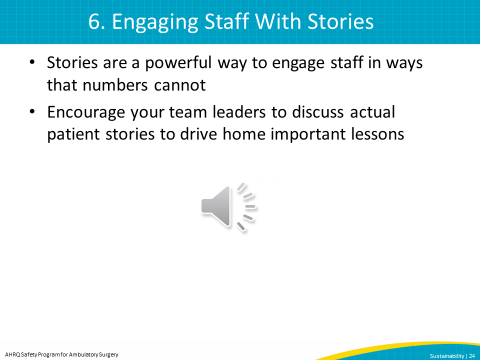 6. Engaging Staff With Stories
• Stories are a powerful way to engage staff in ways
that numbers cannot
• Encourage your team leaders to discuss actual
patient stories to drive home important lessons
AHRQ Safety Program for Ambulatory Surgery
Sustainability | 24